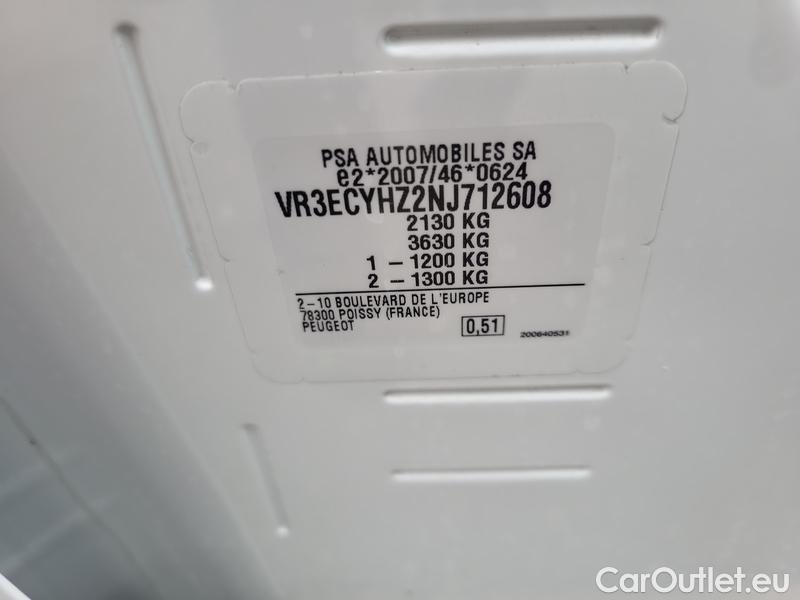 PSA AUTOMOBILES SA
e2*2007/46*0624
VR3ECYHZ2NJ712608
2130 KG
3630 KG
1 - 1200 KG
2 - 1300 KG
2-10 BOULEVARD DE L'EUROPE
78300 POISSY (FRANCE)
PEUGEOT
0,51
200640531
CarOutlet.eu